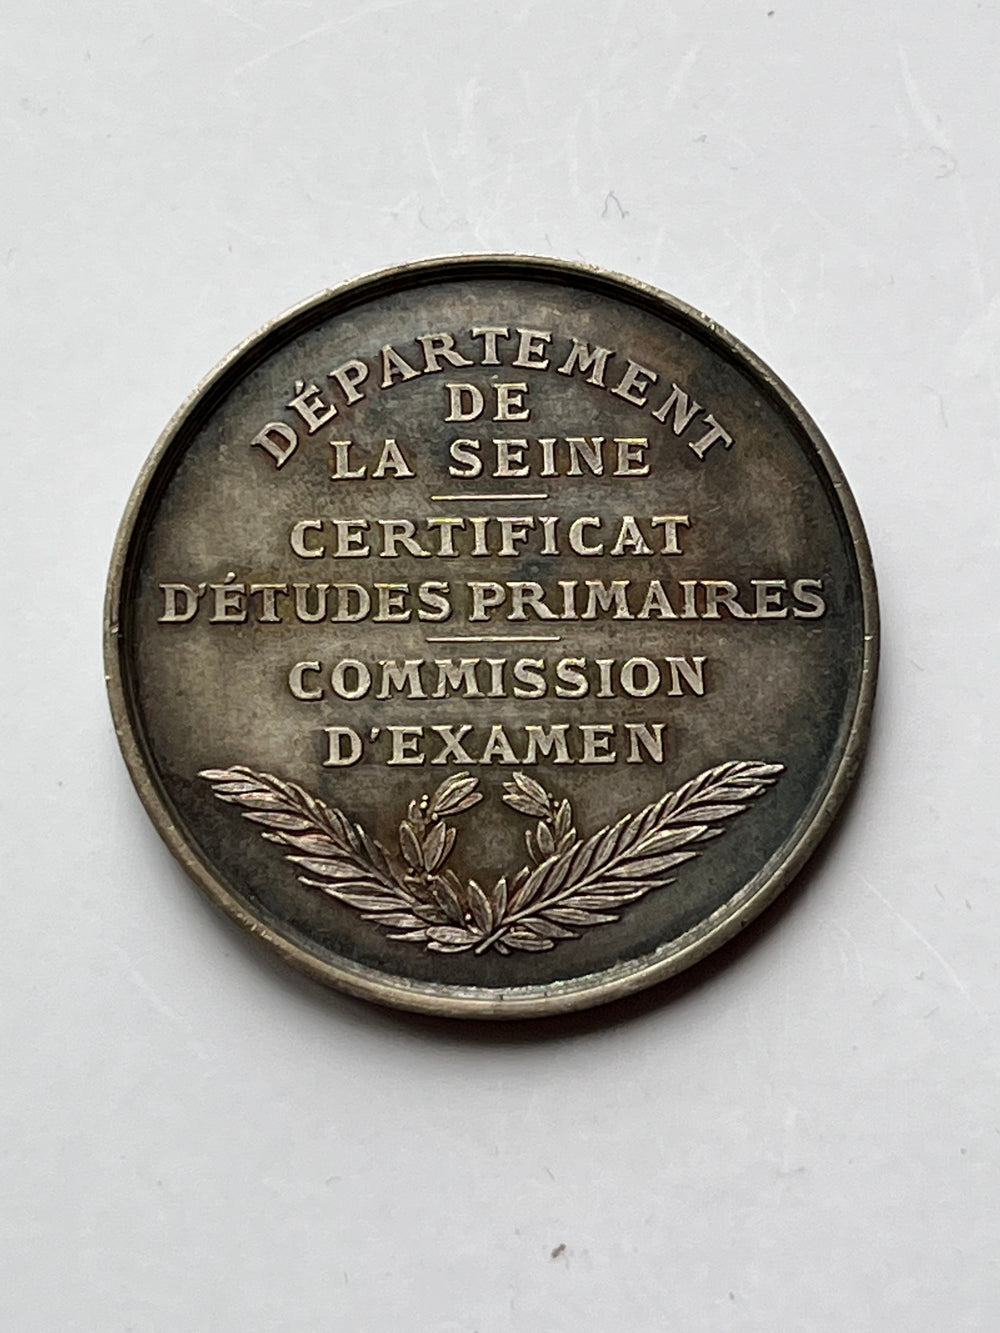 DÉPARTEMENT
DE
LA SEINE
CERTIFICAT
D'ÉTUDES PRIMAIRES
COMMISSION
D'EXAMEN